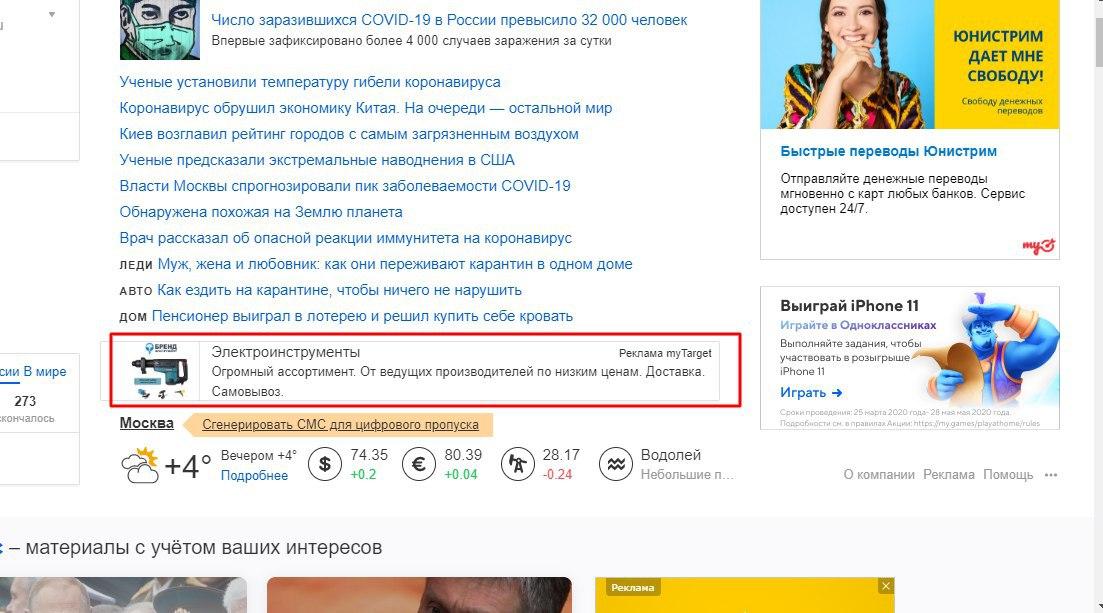 Число заразившихся COVID-19 в России превысило 32 000 человек
Впервые зафиксировано более 4 000 случаев заражения за сутки
Ученые установили температуру гибели коронавируса
Коронавирус обрушил экономику Китая. На очереди — остальной мир
Киев возглавил рейтинг городов с самым загрязненным воздухом
Ученые предсказали экстремальные наводнения в США
Власти Москвы спрогнозировали пик заболеваемости COVID-19
Обнаружена похожая на Землю планета
Врач рассказал об опасной реакции иммунитета на коронавирус
ЛЕДИ Муж, жена и любовник: как они переживают карантин в одном доме
АВТО Как ездить на карантине, чтобы ничего не нарушить
ДОМ Пенсионер выиграл в лотерею и решил купить себе кровать
БРЕНД
Электроинструменты
Реклама myTarget
Огромный ассортимент. От ведущих производителей по низким ценам. Доставка.
Самовывоз.
сии В мире
273
скончалось
Москва
Сгенерировать СМС для цифрового пропуска
+4°
Вечером +4°
Подробнее
$ 74.35
+0.2
€ 80.39
+0.04
28.17
-0.24
Водолей
Небольшие п...
ЮНИСТРИМ
ДАЕТ МНЕ
СВОБОДУ!
Свободу денежных
переводов
Быстрые переводы Юнистрим
Отправляйте денежные переводы
мгновенно с карт любых банков. Сервис
доступен 24/7.
Выиграй iPhone 11
Играйте в Одноклассниках
Выполняйте задания, чтобы
участвовать в розыгрыше
iPhone 11
Играть →
Сроки проведения: 25 марта 2020 года- 28 мая 2020 года.
Подробности см. в правилах Акции: https://my.games/playathome/rules
О компании Реклама Помощь •••
– материалы с учётом ваших интересов
Реклама